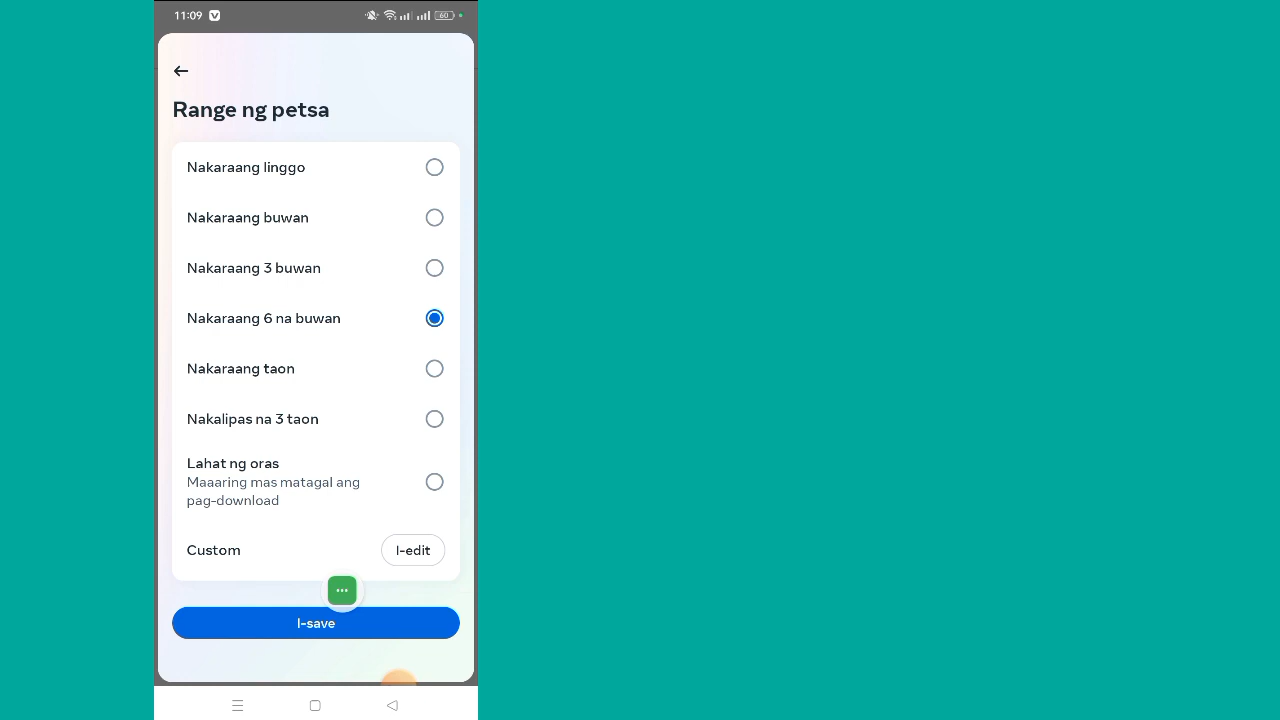 11:09
60
Range ng petsa
Nakaraang linggo
Nakaraang buwan
Nakaraang 3 buwan
Nakaraang 6 na buwan
Nakaraang taon
Nakalipas na 3 taon
Lahat ng oras
Maaaring mas matagal ang
pag-download
Custom
I-edit
I-save